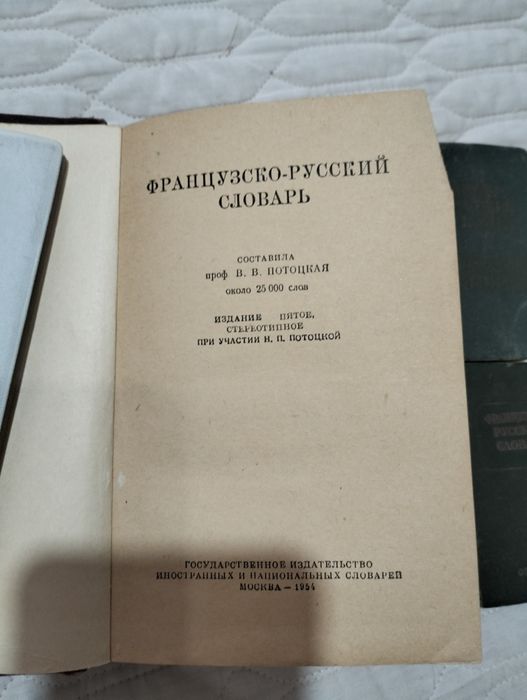 ФРАНЦУЗСКО-РУССКИЙ
СЛОВАРЬ
СОСТАВИЛА
проф В. В. ПОТОЦКАЯ
около 25 000 слов
ИЗДАНИЕ ПЯТОЕ,
СТЕРЕОТИПНОЕ
ПРИ УЧАСТИИ Н. П. ПОТОЦКОЙ
ГОСУДАРСТВЕННОЕ ИЗДАТЕЛЬСТВО
ИНОСТРАННЫХ И НАЦИОНАЛЬНЫХ СЛОВАРЕЙ
МОСКВА — 1954